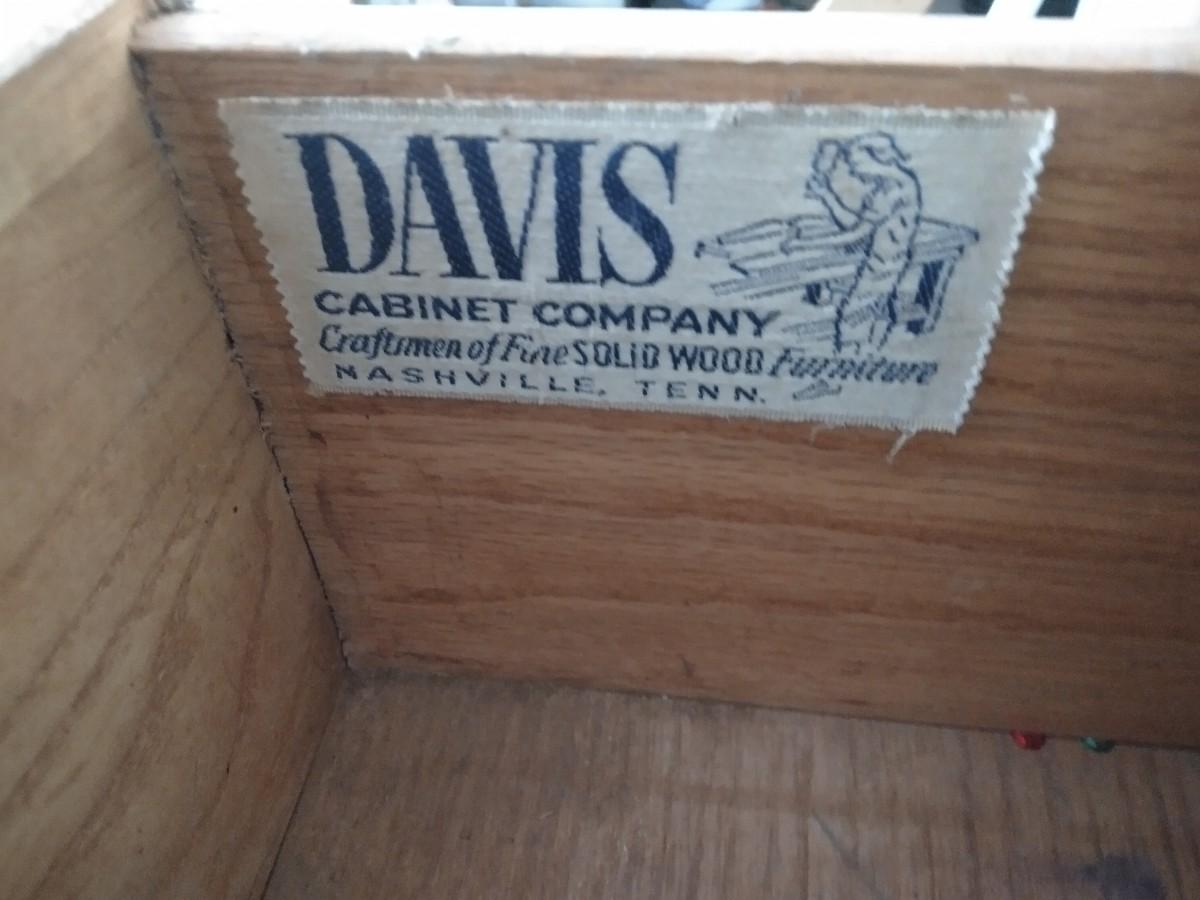 DAVIS
CABINET COMPANY
Craftsmen of Fine SOLID WOOD Furniture
NASHVILLE, TENN.